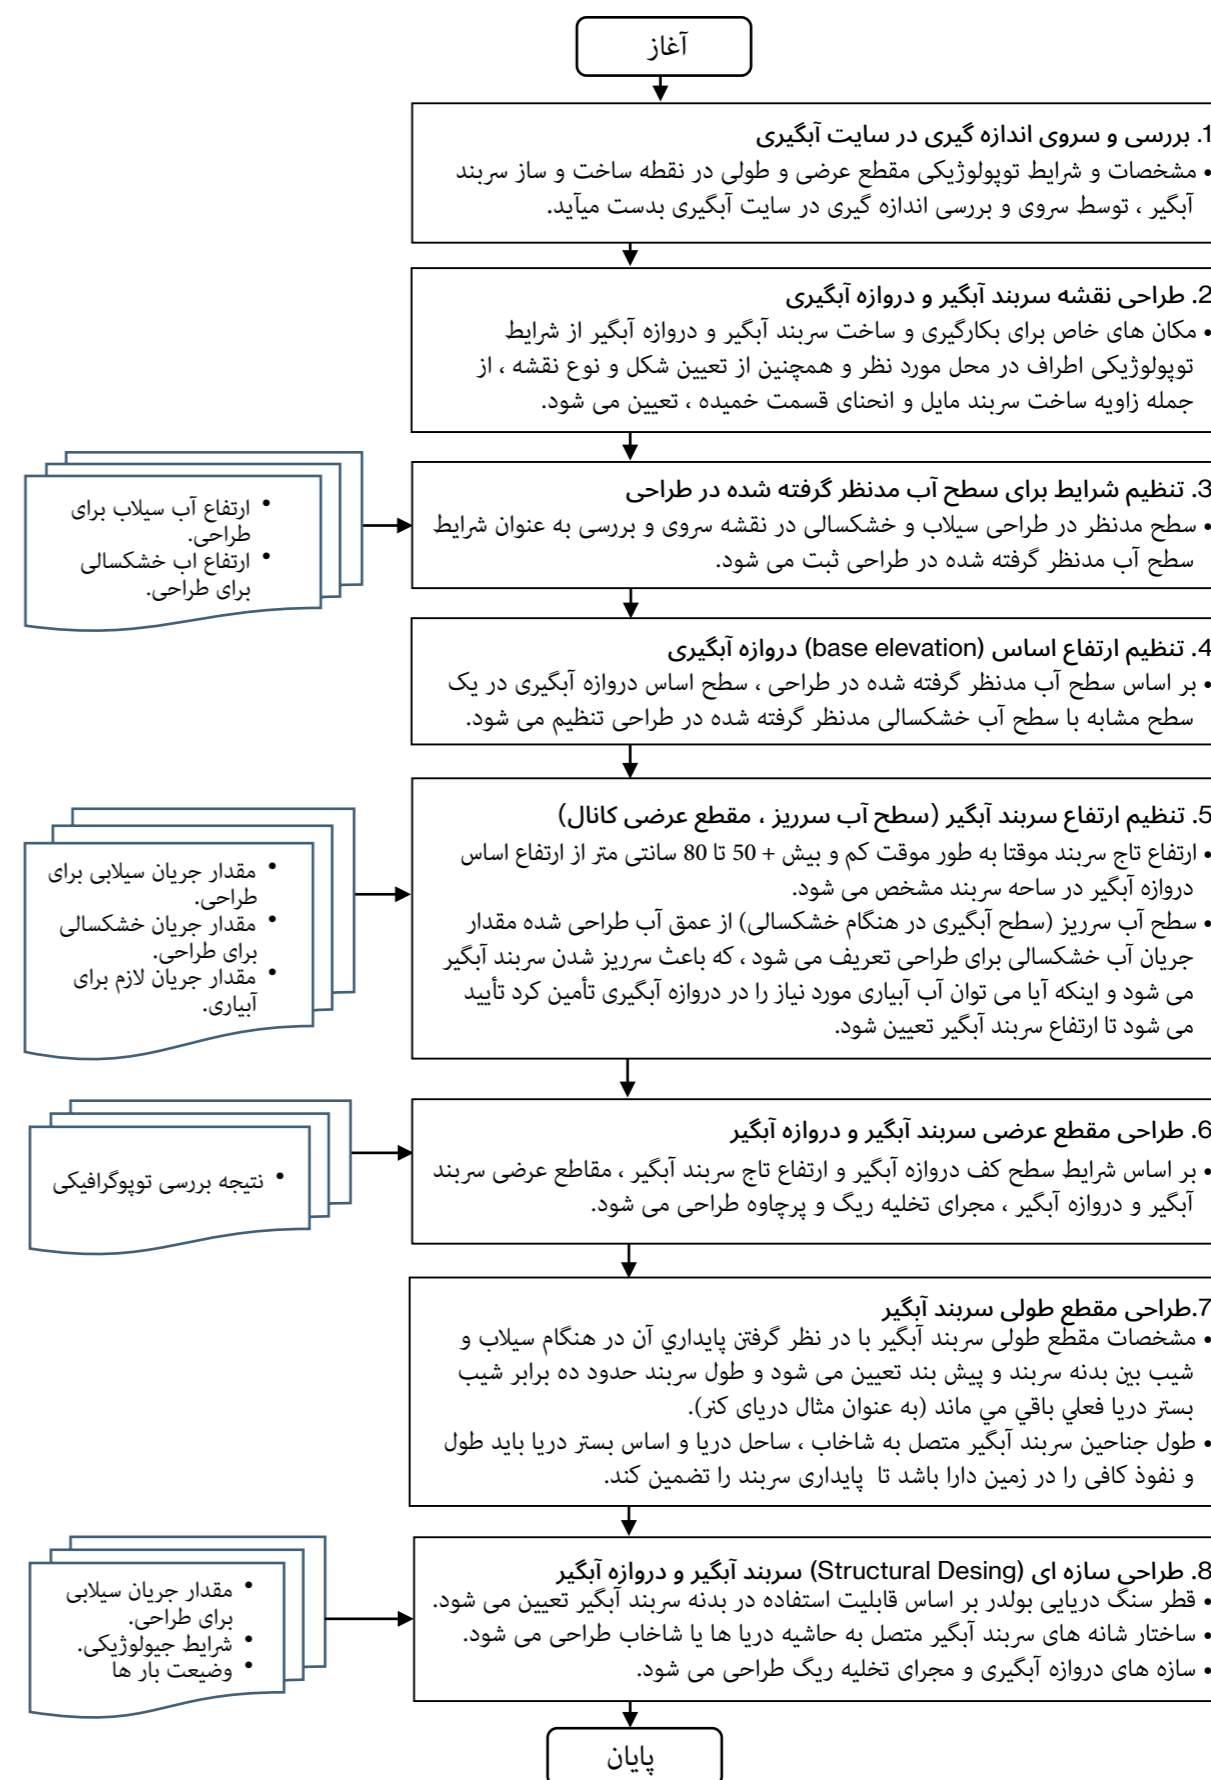 آغاز
1. بررسی و سروی اندازه گیری در سایت آبگیری
• مشخصات و شرایط توپولوژیکی مقطع عرضی و طولی در نقطه ساخت و ساز سربند
آبگیر ، توسط سروی و بررسی اندازه گیری در سایت آبگیری بدست میآید.
2. طراحی نقشه سربند آبگیر و دروازه آبگیری
• مکان های خاص برای بکارگیری و ساخت سربند آبگیر و دروازه آبگیر از شرایط
توپولوژیکی اطراف در محل مورد نظر و همچنین از تعیین شکل و نوع نقشه ، از
جمله زاویه ساخت سربند مایل و انحنای قسمت خمیده ، تعیین می شود.
3. تنظیم شرایط برای سطح آب مدنظر گرفته شده در طراحی
• سطح مدنظر در طراحی سیلاب و خشکسالی در نقشه سروی و بررسی به عنوان شرایط
سطح آب مدنظر گرفته شده در طراحی ثبت می شود.
• ارتفاع آب سیلاب برای
طراحی.
• ارتفاع اب خشکسالی
برای طراحی.
4. تنظیم ارتفاع اساس (base elevation) دروازه آبگیری
• بر اساس سطح آب مدنظر گرفته شده در طراحی ، سطح اساس دروازه آبگیری در یک
سطح مشابه با سطح آب خشکسالی مدنظر گرفته شده در طراحی تنظیم می شود.
5. تنظیم ارتفاع سربند آبگیر (سطح آب سرریز ، مقطع عرضی کانال)
• ارتفاع تاج سربند موقتا به طور موقت کم و بیش + 50 تا 80 سانتی متر از ارتفاع اساس
دروازه آبگیر در ساحه سربند مشخص می شود.
• سطح آب سرریز (سطح آبگیری در هنگام خشکسالی) از عمق آب طراحی شده مقدار
جریان آب خشکسالی برای طراحی تعریف می شود ، که باعث سرریز شدن سربند آبگیر
می شود و اینکه آیا می توان آب آبیاری مورد نیاز را در دروازه آبگیری تأمین کرد تأیید
می شود تا ارتفاع سربند آبگیر تعیین شود.
• مقدار جریان سیلابی برای
طراحی.
• مقدار جریان خشکسالی
برای طراحی.
• مقدار جریان لازم برای
آبیاری.
6. طراحی مقطع عرضی سربند آبگیر و دروازه آبگیر
• بر اساس شرایط سطح کف دروازه آبگیر و ارتفاع تاج سربند آبگیر ، مقاطع عرضی سربند
آبگیر و دروازه آبگیر ، مجرای تخلیه ریگ و پرچاوه طراحی می شود.
• نتیجه بررسی توپوگرافیکی
7.طراحی مقطع طولی سربند آبگیر
• مشخصات مقطع طولی سربند آبگیر با در نظر گرفتن پایداري آن در هنگام سیلاب و
شیب بین بدنه سربند و پیش بند تعیین می شود و طول سربند حدود ده برابر شیب
بستر دریا فعلي باقي مي ماند (به عنوان مثال دریای کنر).
• طول جناحین سربند آبگیر متصل به شاخاب ، ساحل دریا و اساس بستر دریا باید طول
و نفوذ کافی را در زمین دارا باشد تا پایداری سربند را تضمین کند.
8. طراحی سازه ای (Structural Desing) سربند آبگیر و دروازه آبگیر
• قطر سنگ دریایی بولدر بر اساس قابلیت استفاده در بدنه سربند آبگیر تعیین می شود.
• ساختار شانه های سربند آبگیر متصل به حاشیه دریا ها یا شاخاب طراحی می شود.
• سازه های دروازه آبگیری و مجرای تخلیه ریگ طراحی می شود.
• مقدار جریان سیلابی
برای طراحی.
• شرایط جیولوژیکی.
• وضیعت بار ها
پایان